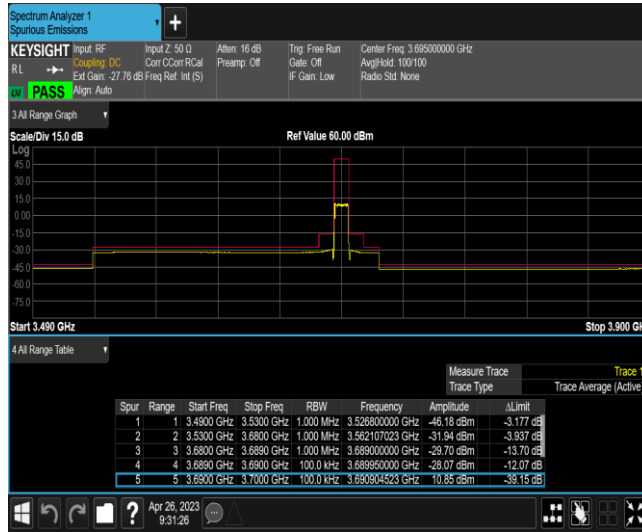 Spectrum Analyzer 1
Spurious Emissions
+
KEYSIGHT Input: RF Input Z: 50 Ω Atten: 16 dB Trig: Free Run Center Freq: 3.695000000 GHz
RL Coupling: DC Corr CCorr RCal Preamp: Off Gate: Off Avg|Hold: 100/100
Ext Gain: -27.76 dB Freq Ref: Int (S) IF Gain: Low Radio Std: None
LXI PASS Align: Auto
3 All Range Graph
Scale/Div 15.0 dB Ref Value 60.00 dBm
Log
45.0
30.0
15.0
0.00
-15.0
-30.0
-45.0
-60.0
-75.0
Start 3.490 GHz Stop 3.900 GH
4 All Range Table
Measure Trace Trace 1
Trace Type Trace Average (Active)
Spur Range Start Freq Stop Freq RBW Frequency Amplitude ΔLimit
1 1 3.4900 GHz 3.5300 GHz 1.000 MHz 3.526800000 GHz -46.18 dBm -3.177 dB
2 2 3.5300 GHz 3.6800 GHz 1.000 MHz 3.562107023 GHz -31.94 dBm -3.937 dB
3 3 3.6800 GHz 3.6890 GHz 1.000 MHz 3.689000000 GHz -29.70 dBm -13.70 dB
4 4 3.6890 GHz 3.6900 GHz 100.0 kHz 3.689950000 GHz -28.07 dBm -12.07 dB
5 5 3.6900 GHz 3.7000 GHz 100.0 kHz 3.690904523 GHz 10.85 dBm -39.15 dB
? Apr 26, 2023
9:31:26